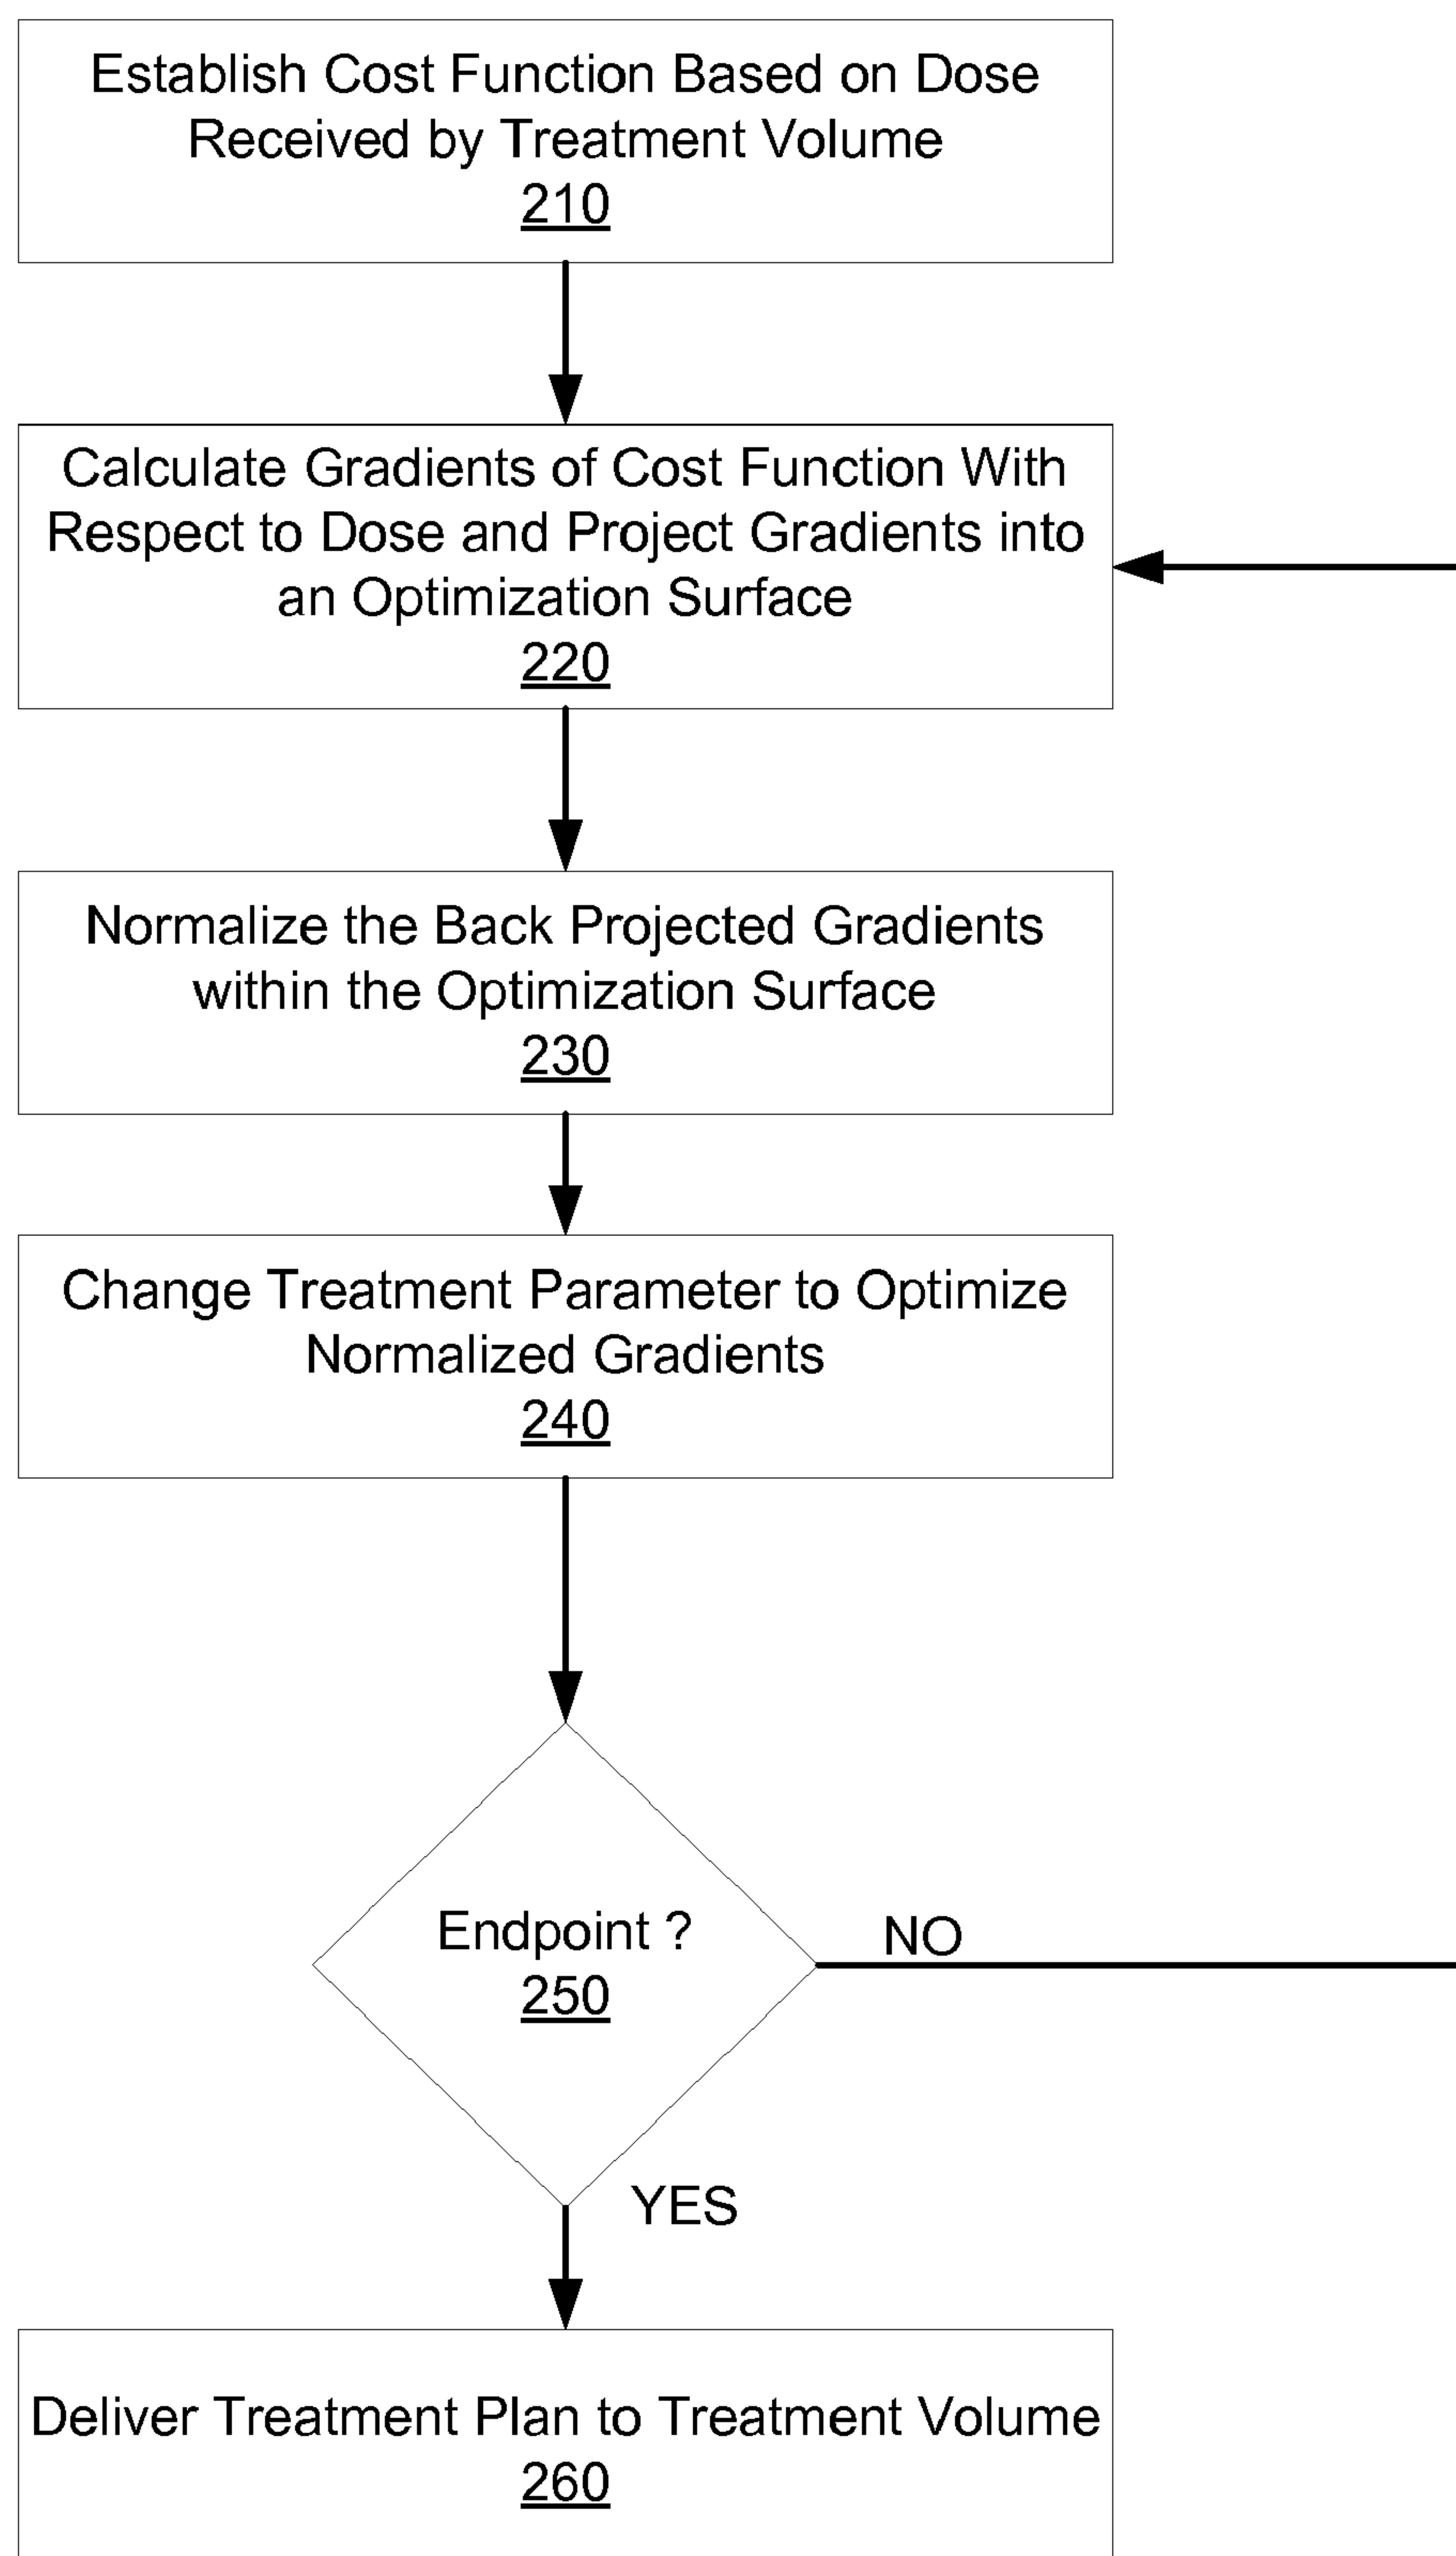 Establish Cost Function Based on Dose
Received by Treatment Volume
210
Calculate Gradients of Cost Function With
Respect to Dose and Project Gradients into
an Optimization Surface
220
Normalize the Back Projected Gradients
within the Optimization Surface
230
Change Treatment Parameter to Optimize
Normalized Gradients
240
Endpoint ?
250
NO
YES
Deliver Treatment Plan to Treatment Volume
260